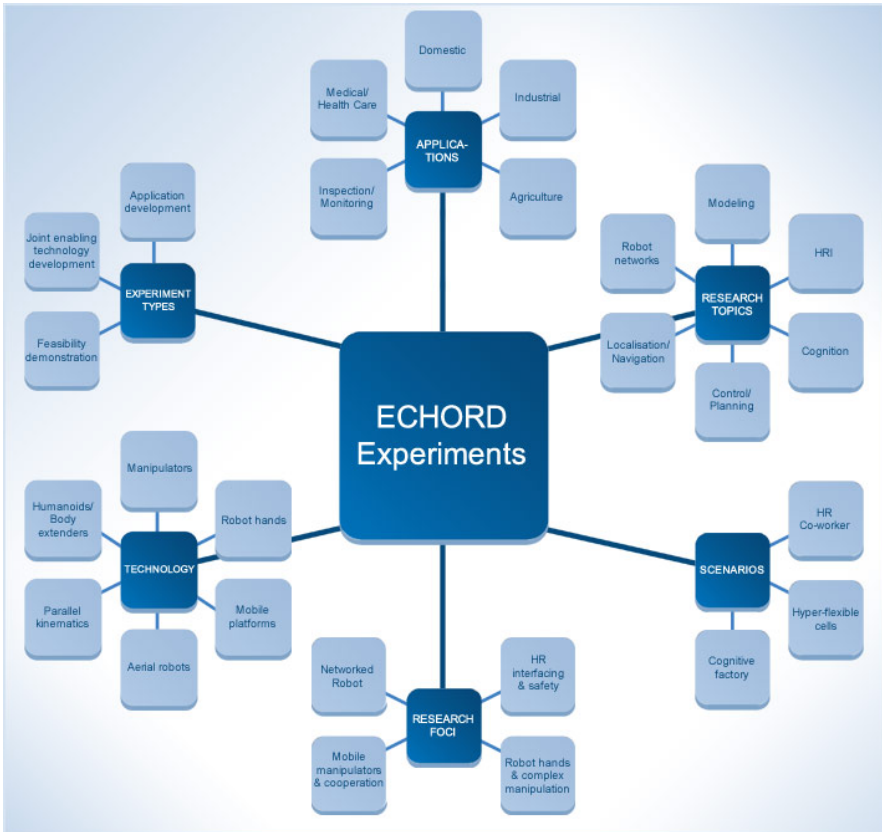 Domestic
Medical/
Health Care
Industrial
APPLICA-
TIONS
Inspection/
Monitoring
Agriculture
Application
development
Joint enabling
technology
development
EXPERIMENT
TYPES
Feasibility
demonstration
Modeling
Robot
networks
HRI
RESEARCH
TOPICS
Localisation/
Navigation
Cognition
Control/
Planning
ECHORD
Experiments
Manipulators
Humanoids/
Body
extenders
Robot hands
TECHNOLOGY
Parallel
kinematics
Mobile
platforms
Aerial robots
HR
Co-worker
SCENARIOS
Hyper-flexible
cells
Cognitive
factory
Networked
Robot
HR
interfacing
& safety
RESEARCH
FOCI
Mobile
manipulators
& cooperation
Robot hands
& complex
manipulation